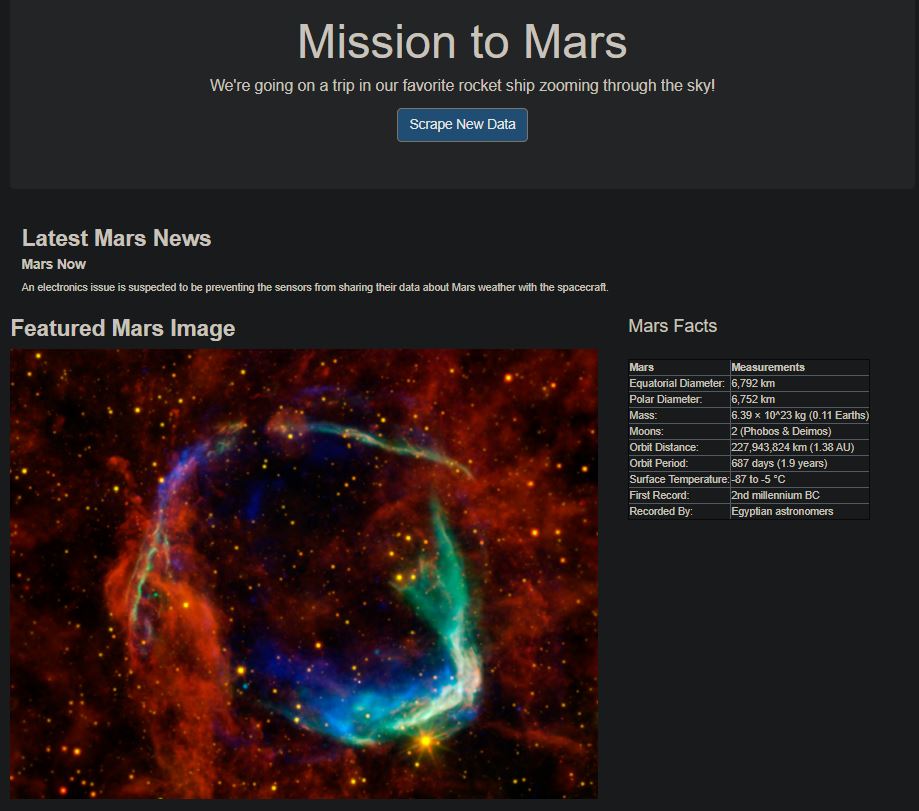 Mission to Mars
We're going on a trip in our favorite rocket ship zooming through the sky!
Scrape New Data
Latest Mars News
Mars Now
An electronics issue is suspected to be preventing the sensors from sharing their data about Mars weather with the spacecraft.
Featured Mars Image
Mars Facts
Mars Measurements
Equatorial Diameter: 6,792 km
Polar Diameter: 6,752 km
Mass: 6.39 × 10^23 kg (0.11 Earths)
Moons: 2 (Phobos & Deimos)
Orbit Distance: 227,943,824 km (1.38 AU)
Orbit Period: 687 days (1.9 years)
Surface Temperature: -87 to -5 °C
First Record: 2nd millennium BC
Recorded By: Egyptian astronomers